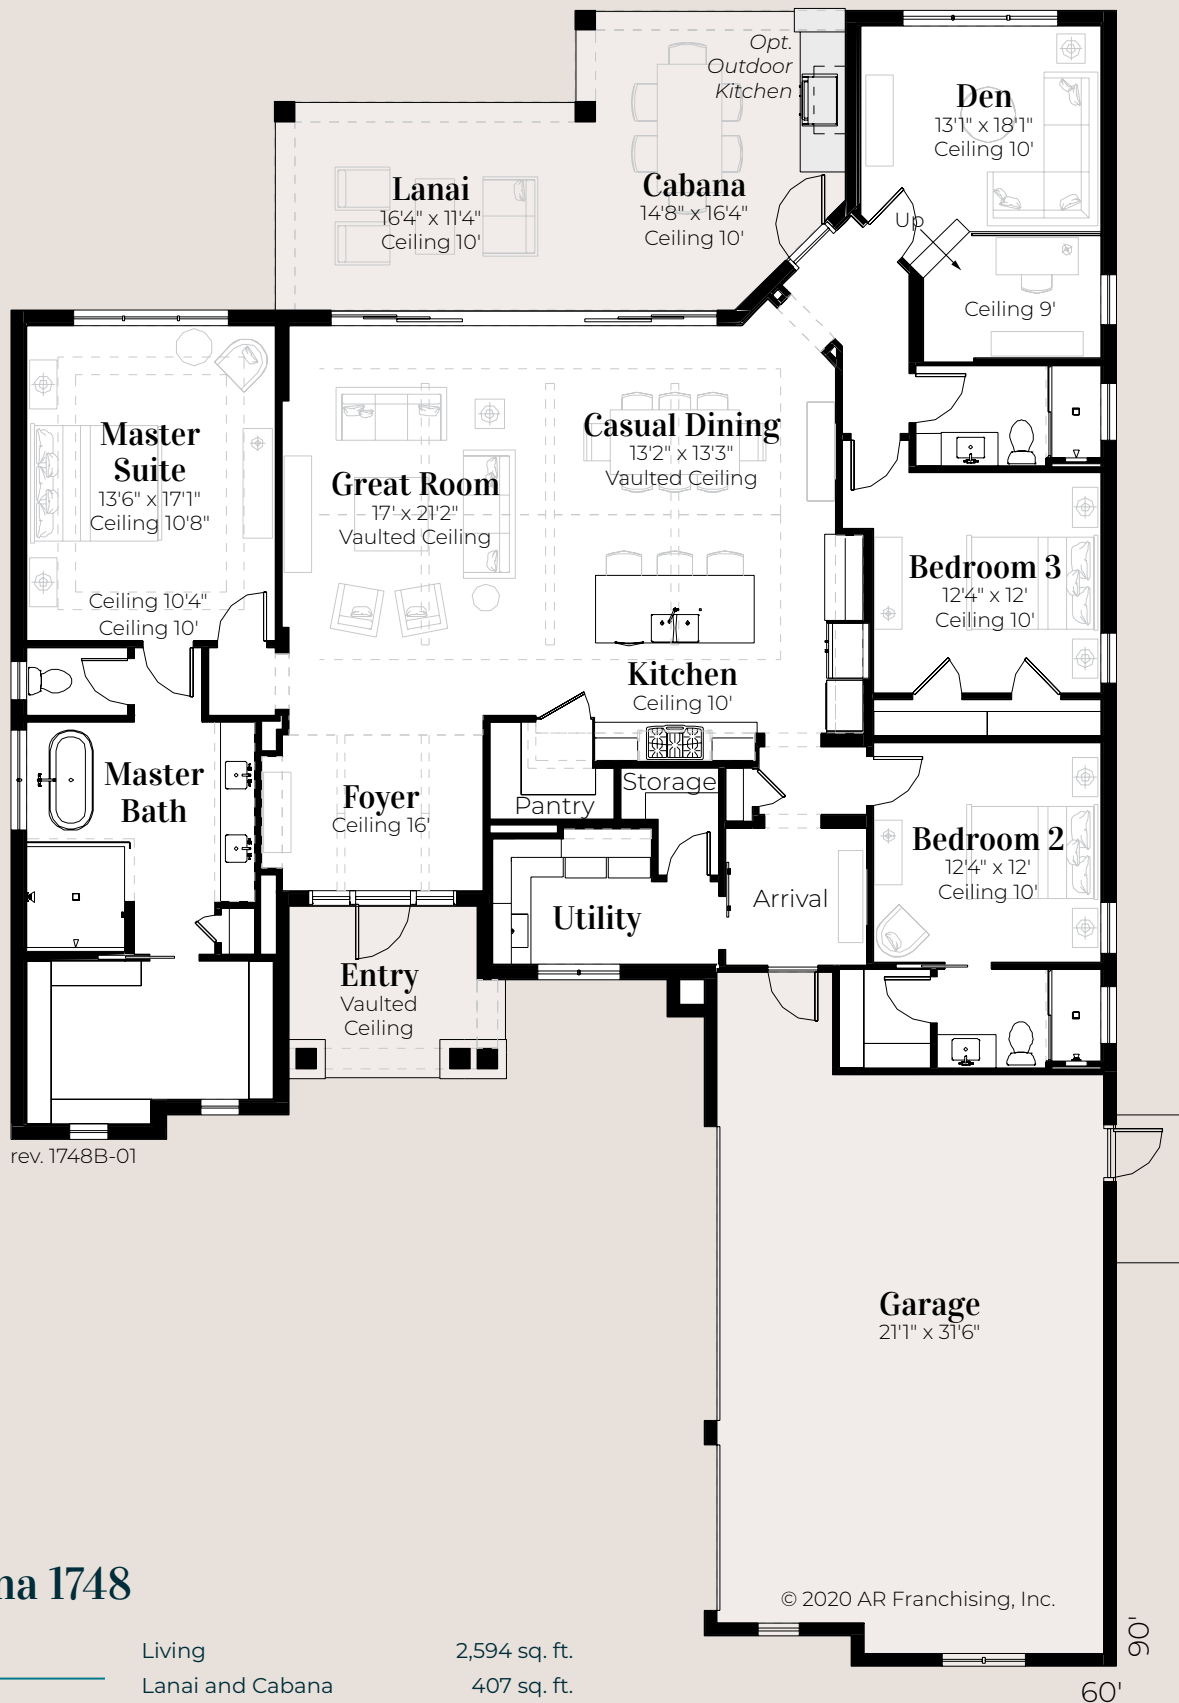 Opt.
Outdoor
Kitchen
Den
13'1" x 18'1"
Ceiling 10'
Lanai
16'4" x 11'4"
Ceiling 10'
Cabana
14'8" x 16'4"
Ceiling 10'
Up
Ceiling 9'
Master
Suite
13'6" x 17'1"
Ceiling 10'8"
Ceiling 10'4"
Ceiling 10'
Great Room
17' x 21'2"
Vaulted Ceiling
Casual Dining
13'2" x 13'3"
Vaulted Ceiling
Bedroom 3
12'4" x 12'
Ceiling 10'
Kitchen
Ceiling 10'
Master
Bath
Foyer
Ceiling 16'
Pantry
Storage
Bedroom 2
12'4" x 12'
Ceiling 10'
Arrival
Utility
Entry
Vaulted
Ceiling
rev. 1748B-01
Garage
21'1" x 31'6"
© 2020 AR Franchising, Inc.
90'
60'
1748
Living 2,594 sq. ft.
Lanai and Cabana 407 sq. ft.